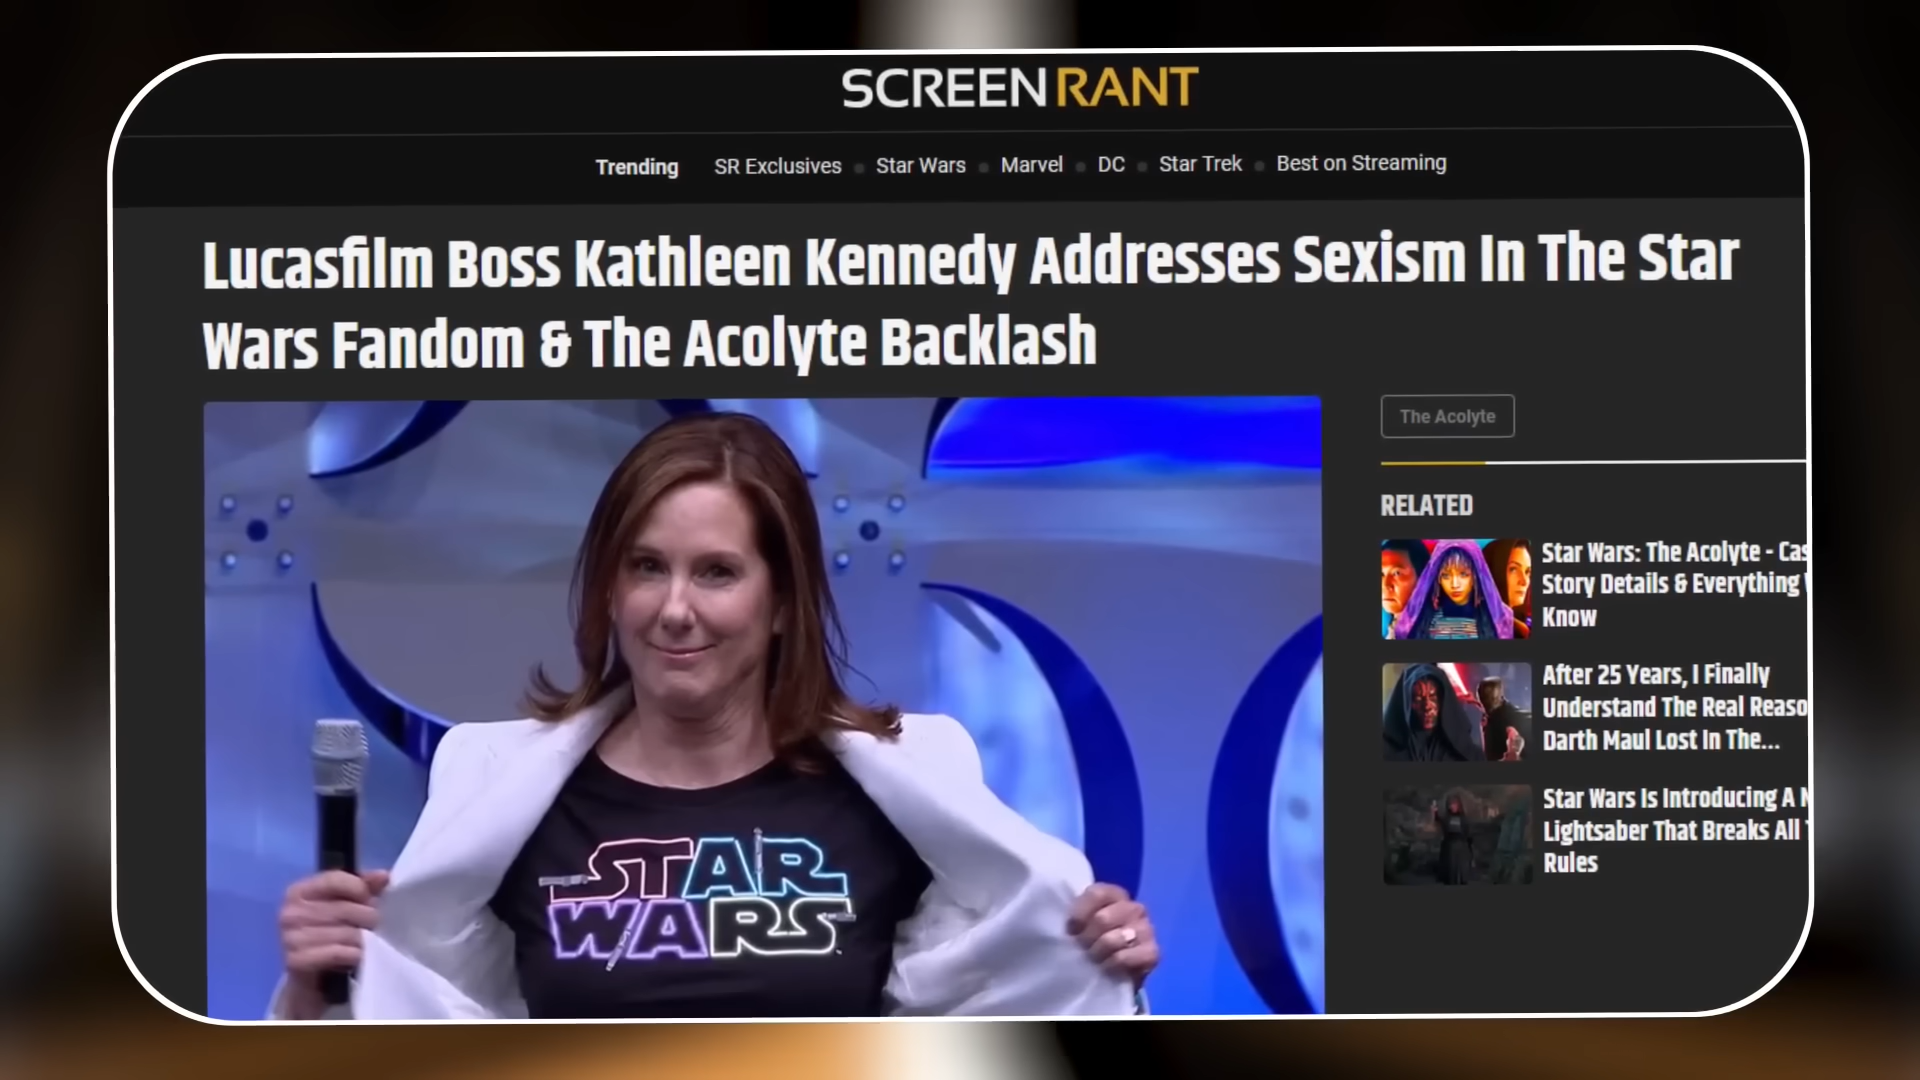 SCREENRANT
Trending SR Exclusives Star Wars Marvel DC Star Trek Best on Streaming
Lucasfilm Boss Kathleen Kennedy Addresses Sexism In The Star
Wars Fandom & The Acolyte Backlash
STAR
WARS
The Acolyte
RELATED
Star Wars: The Acolyte - Cas
Story Details & Everything
Know
After 25 Years, I Finally
Understand The Real Reaso
Darth Maul Lost In The...
Star Wars Is Introducing A
Lightsaber That Breaks All
Rules